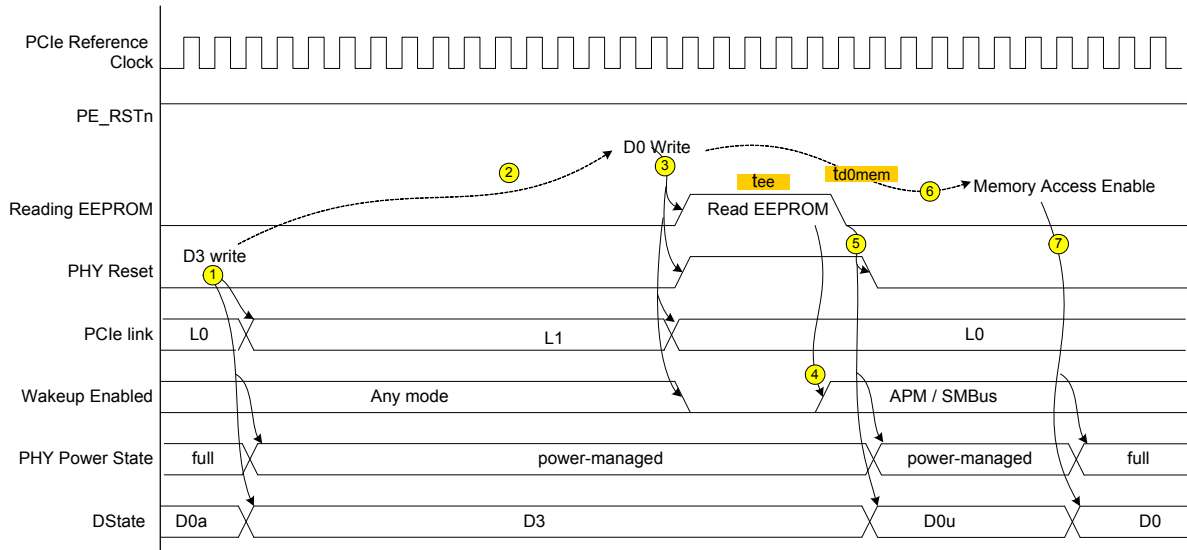 PCIe Reference
Clock
PE_RSTn
D0 Write
3
2
tee
td0mem
6
Memory Access Enable
Reading EEPROM
Read EEPROM
D3 write
5
7
PHY Reset
1
PCIe link
L0
L1
L0
4
Wakeup Enabled
Any mode
APM / SMBus
PHY Power State
full
power-managed
power-managed
full
DState
D0a
D3
D0u
D0